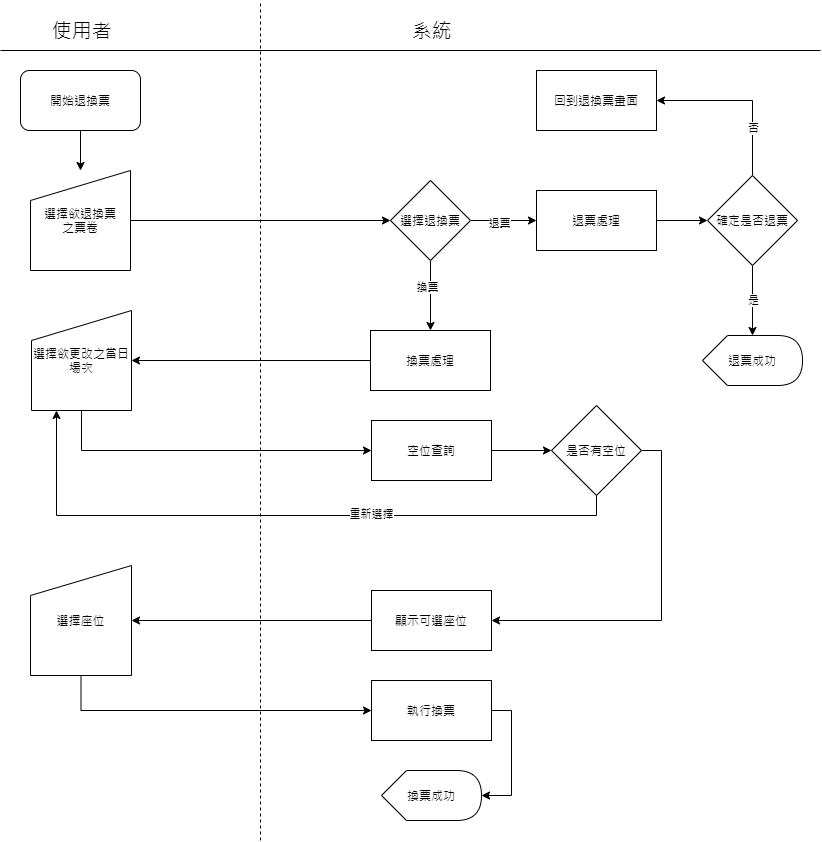 使用者
系統
開始退換票
回到退換票畫面
否
選擇欲退換票
之票卷
選擇退換票
退票
退票處理
確定是否退票
換票
是
選擇欲更改之當日
場次
換票處理
退票成功
空位查詢
是否有空位
重新選擇
選擇座位
顯示可選座位
執行換票
換票成功